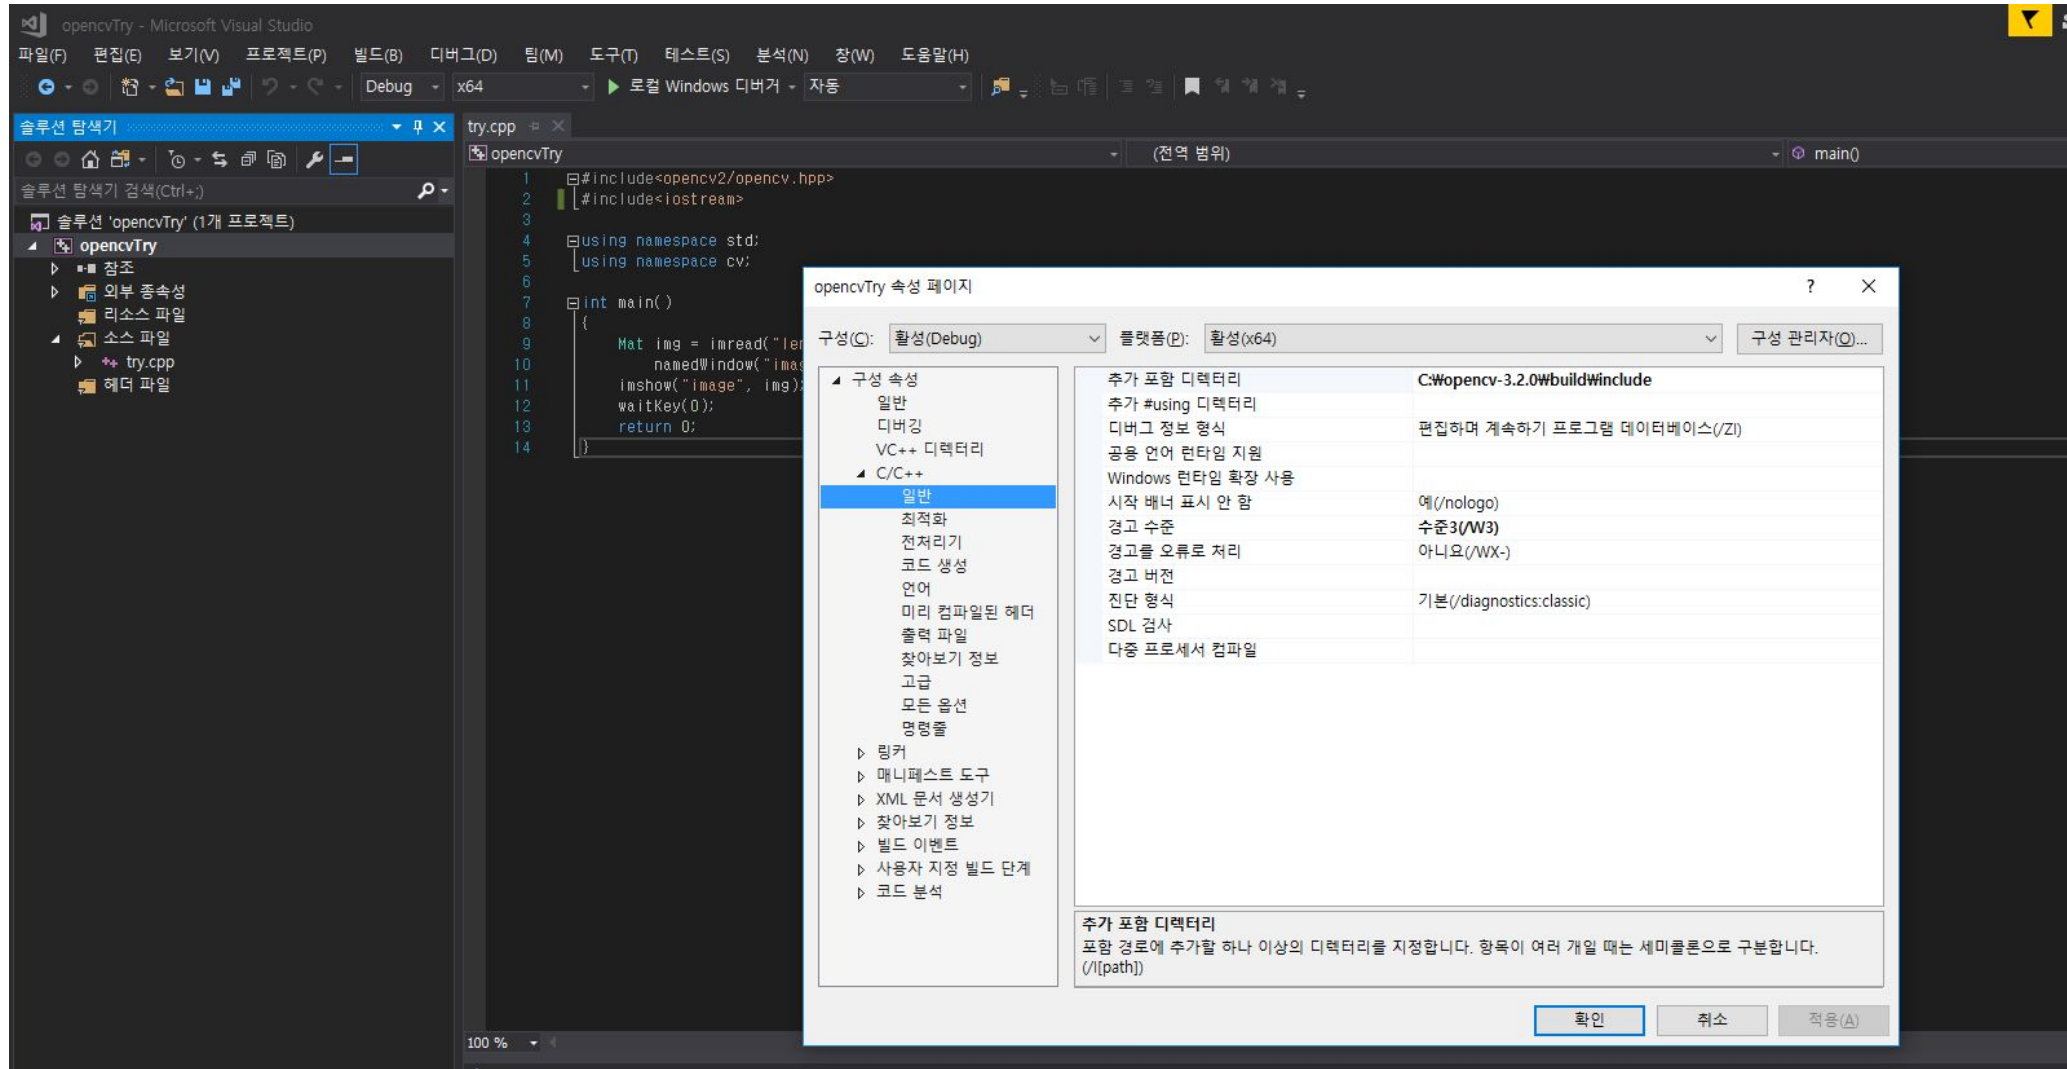 opencvTry - Microsoft Visual Studio
파일(F) 편집(E) 보기(V) 프로젝트(P) 빌드(B) 디버그(D) 팀(M) 도구(T) 테스트(S) 분석(N) 창(W) 도움말(H)
Debug x64 로컬 Windows 디버거 자동
솔루션 탐색기
솔루션 탐색기 검색(Ctrl+;)
솔루션 'opencvTry' (1개 프로젝트)
opencvTry
참조
외부 종속성
리소스 파일
소스 파일
try.cpp
헤더 파일
try.cpp
opencvTry (전역 범위) main()
1 #include<opencv2/opencv.hpp>
2 #include<iostream>
3
4 using namespace std;
5 using namespace cv;
6
7 int main()
8 {
9 Mat img = imread("le
10 namedWindow("ima
11 imshow("image", img);
12 waitKey(0);
13 return 0;
14 }
100 %
opencvTry 속성 페이지 ?
구성(C): 활성(Debug) 플랫폼(P): 활성(x64) 구성 관리자(O)...
구성 속성
일반
디버깅
VC++ 디렉터리
C/C++
일반
최적화
전처리기
코드 생성
언어
미리 컴파일된 헤더
출력 파일
찾아보기 정보
고급
모든 옵션
명령줄
링커
매니페스트 도구
XML 문서 생성기
찾아보기 정보
빌드 이벤트
사용자 지정 빌드 단계
코드 분석
추가 포함 디렉터리 C:₩opencv-3.2.0₩build₩include
추가 #using 디렉터리
디버그 정보 형식 편집하며 계속하기 프로그램 데이터베이스(/ZI)
공용 언어 런타임 지원
Windows 런타임 확장 사용
시작 배너 표시 안 함 예(/nologo)
경고 수준 수준3(/W3)
경고를 오류로 처리 아니요(/WX-)
경고 버전
진단 형식 기본(/diagnostics:classic)
SDL 검사
다중 프로세서 컴파일
추가 포함 디렉터리
포함 경로에 추가할 하나 이상의 디렉터리를 지정합니다. 항목이 여러 개일 때는 세미콜론으로 구분합니다.
(/I[path])
확인 취소 적용(A)